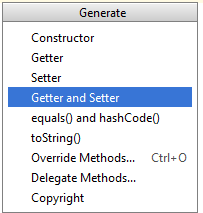 Generate
Constructor
Getter
Setter
Getter and Setter
equals() and hashCode()
toString()
Override Methods... Ctrl+O
Delegate Methods...
Copyright